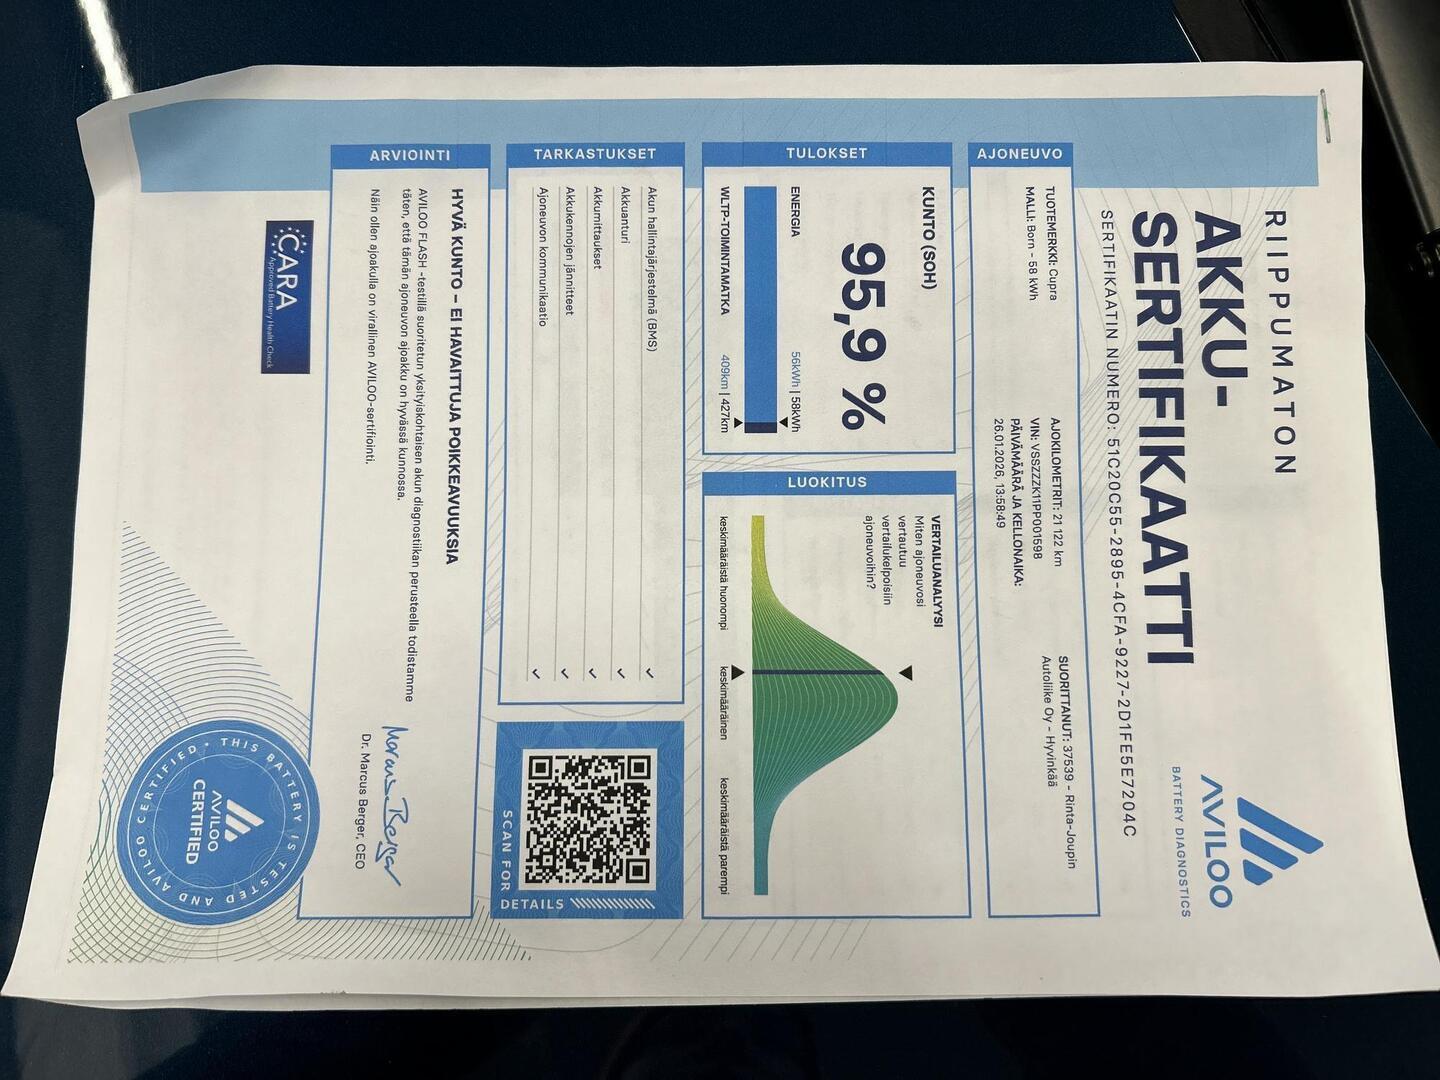 RIIPPUMATON
AKKU-
SERTIFIKAATTI
SERTIFIKAATIN NUMERO: 51C20C55-2895-4CFA-9227-2D1FE5E7204C
AVILOO
BATTERY DIAGNOSTICS
AJONEUVO
TUOTEMERKKI: Cupra
MALLI: Born - 58 kWh
AJOKILOMETRIT: 21 122 km
VIN: VSSZZZK11PP001598
PÄIVÄMÄÄRÄ JA KELLONAIKA:
26.01.2026, 13:58:49
SUORITTANUT: 37539 - Rinta-Joupin
Autoliike Oy - Hyvinkää
TULOKSET
KUNTO (SOH)
95,9 %
ENERGIA 56kWh | 58kWh
WLTP-TOIMINTAMATKA 409km | 427km
LUOKITUS
VERTAILUANALYYSI
Miten ajoneuvosi
vertautuu
vertailukelpoisiin
ajoneuvoihin?
keskimääräistä huonompi
keskimääräinen
keskimääräistä parempi
TARKASTUKSET
Akun hallintajärjestelmä (BMS) ✓
Akkuanturi ✓
Akkumittaukset ✓
Akkukennojen jännitteet ✓
Ajoneuvon kommunikaatio ✓
SCAN FOR
DETAILS
ARVIOINTI
HYVÄ KUNTO – EI HAVAITTUJA POIKKEAVUUKSIA
AVILOO FLASH -testillä suoritetun yksityiskohtaisen akun diagnostiikan perusteella todistamme
täten, että tämän ajoneuvon ajoakku on hyvässä kunnossa.
Näin ollen ajoakulla on virallinen AVILOO-sertifiointi.
Marcus Berger
Dr. Marcus Berger, CEO
CARA
Approved Battery Health Check
THIS BATTERY IS TESTED AND AVILOO CERTIFIED •
AVILOO
CERTIFIED